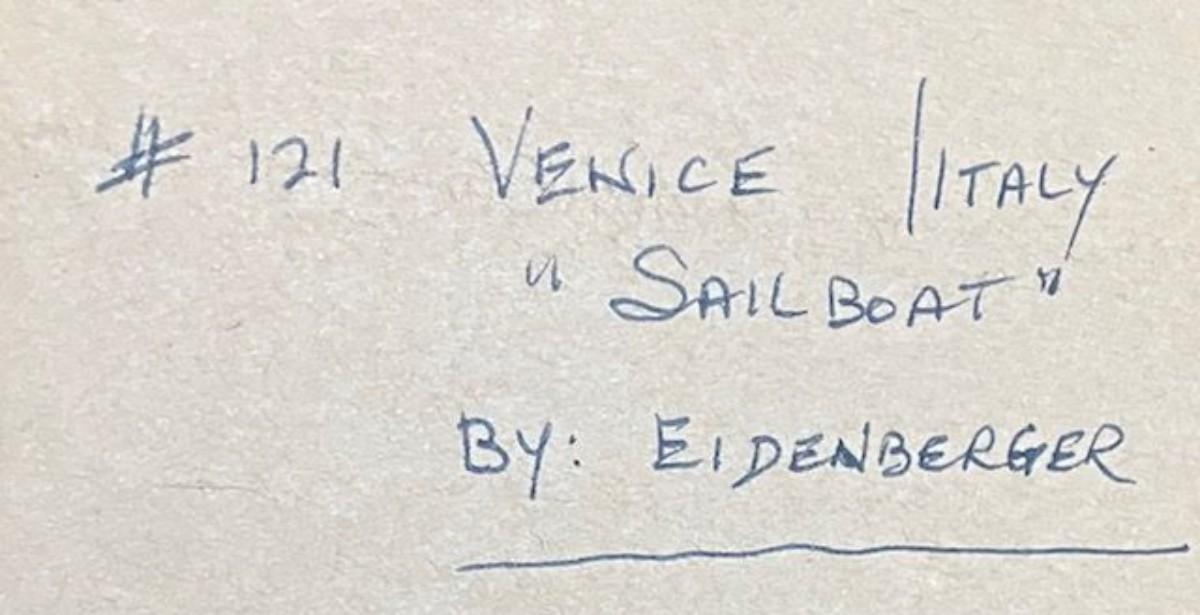 # 121 VENICE /ITALY
"SAILBOAT"
BY: EIDENBERGER